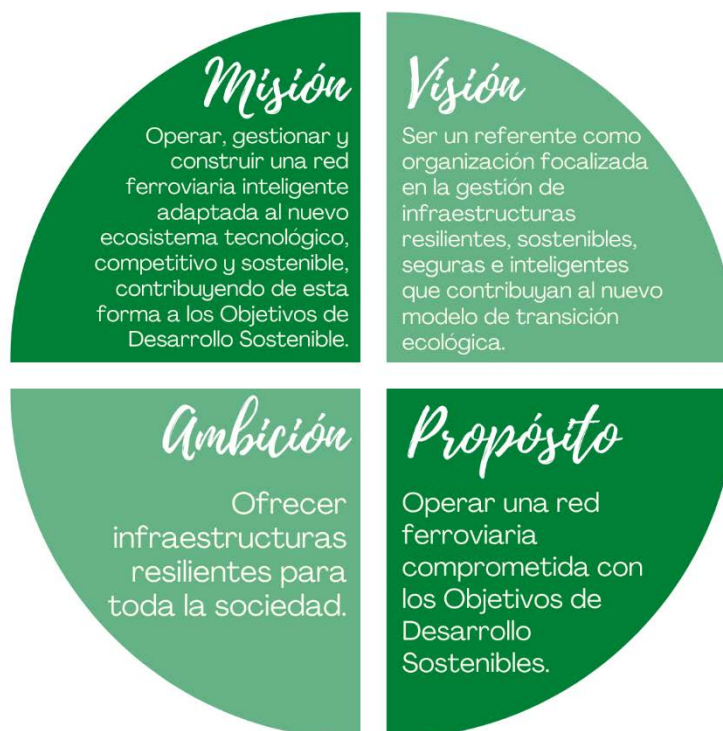 Misión
Operar, gestionar y
construir una red
ferroviaria inteligente
adaptada al nuevo
ecosistema tecnológico,
competitivo y sostenible,
contribuyendo de esta
forma a los Objetivos de
Desarrollo Sostenible.
Visión
Ser un referente como
organización focalizada
en la gestión de
infraestructuras
resilientes, sostenibles,
seguras e inteligentes
que contribuyan al nuevo
modelo de transición
ecológica.
Ambición
Ofrecer
infraestructuras
resilientes para
toda la sociedad.
Propósito
Operar una red
ferroviaria
comprometida con
los Objetivos de
Desarrollo
Sostenibles.